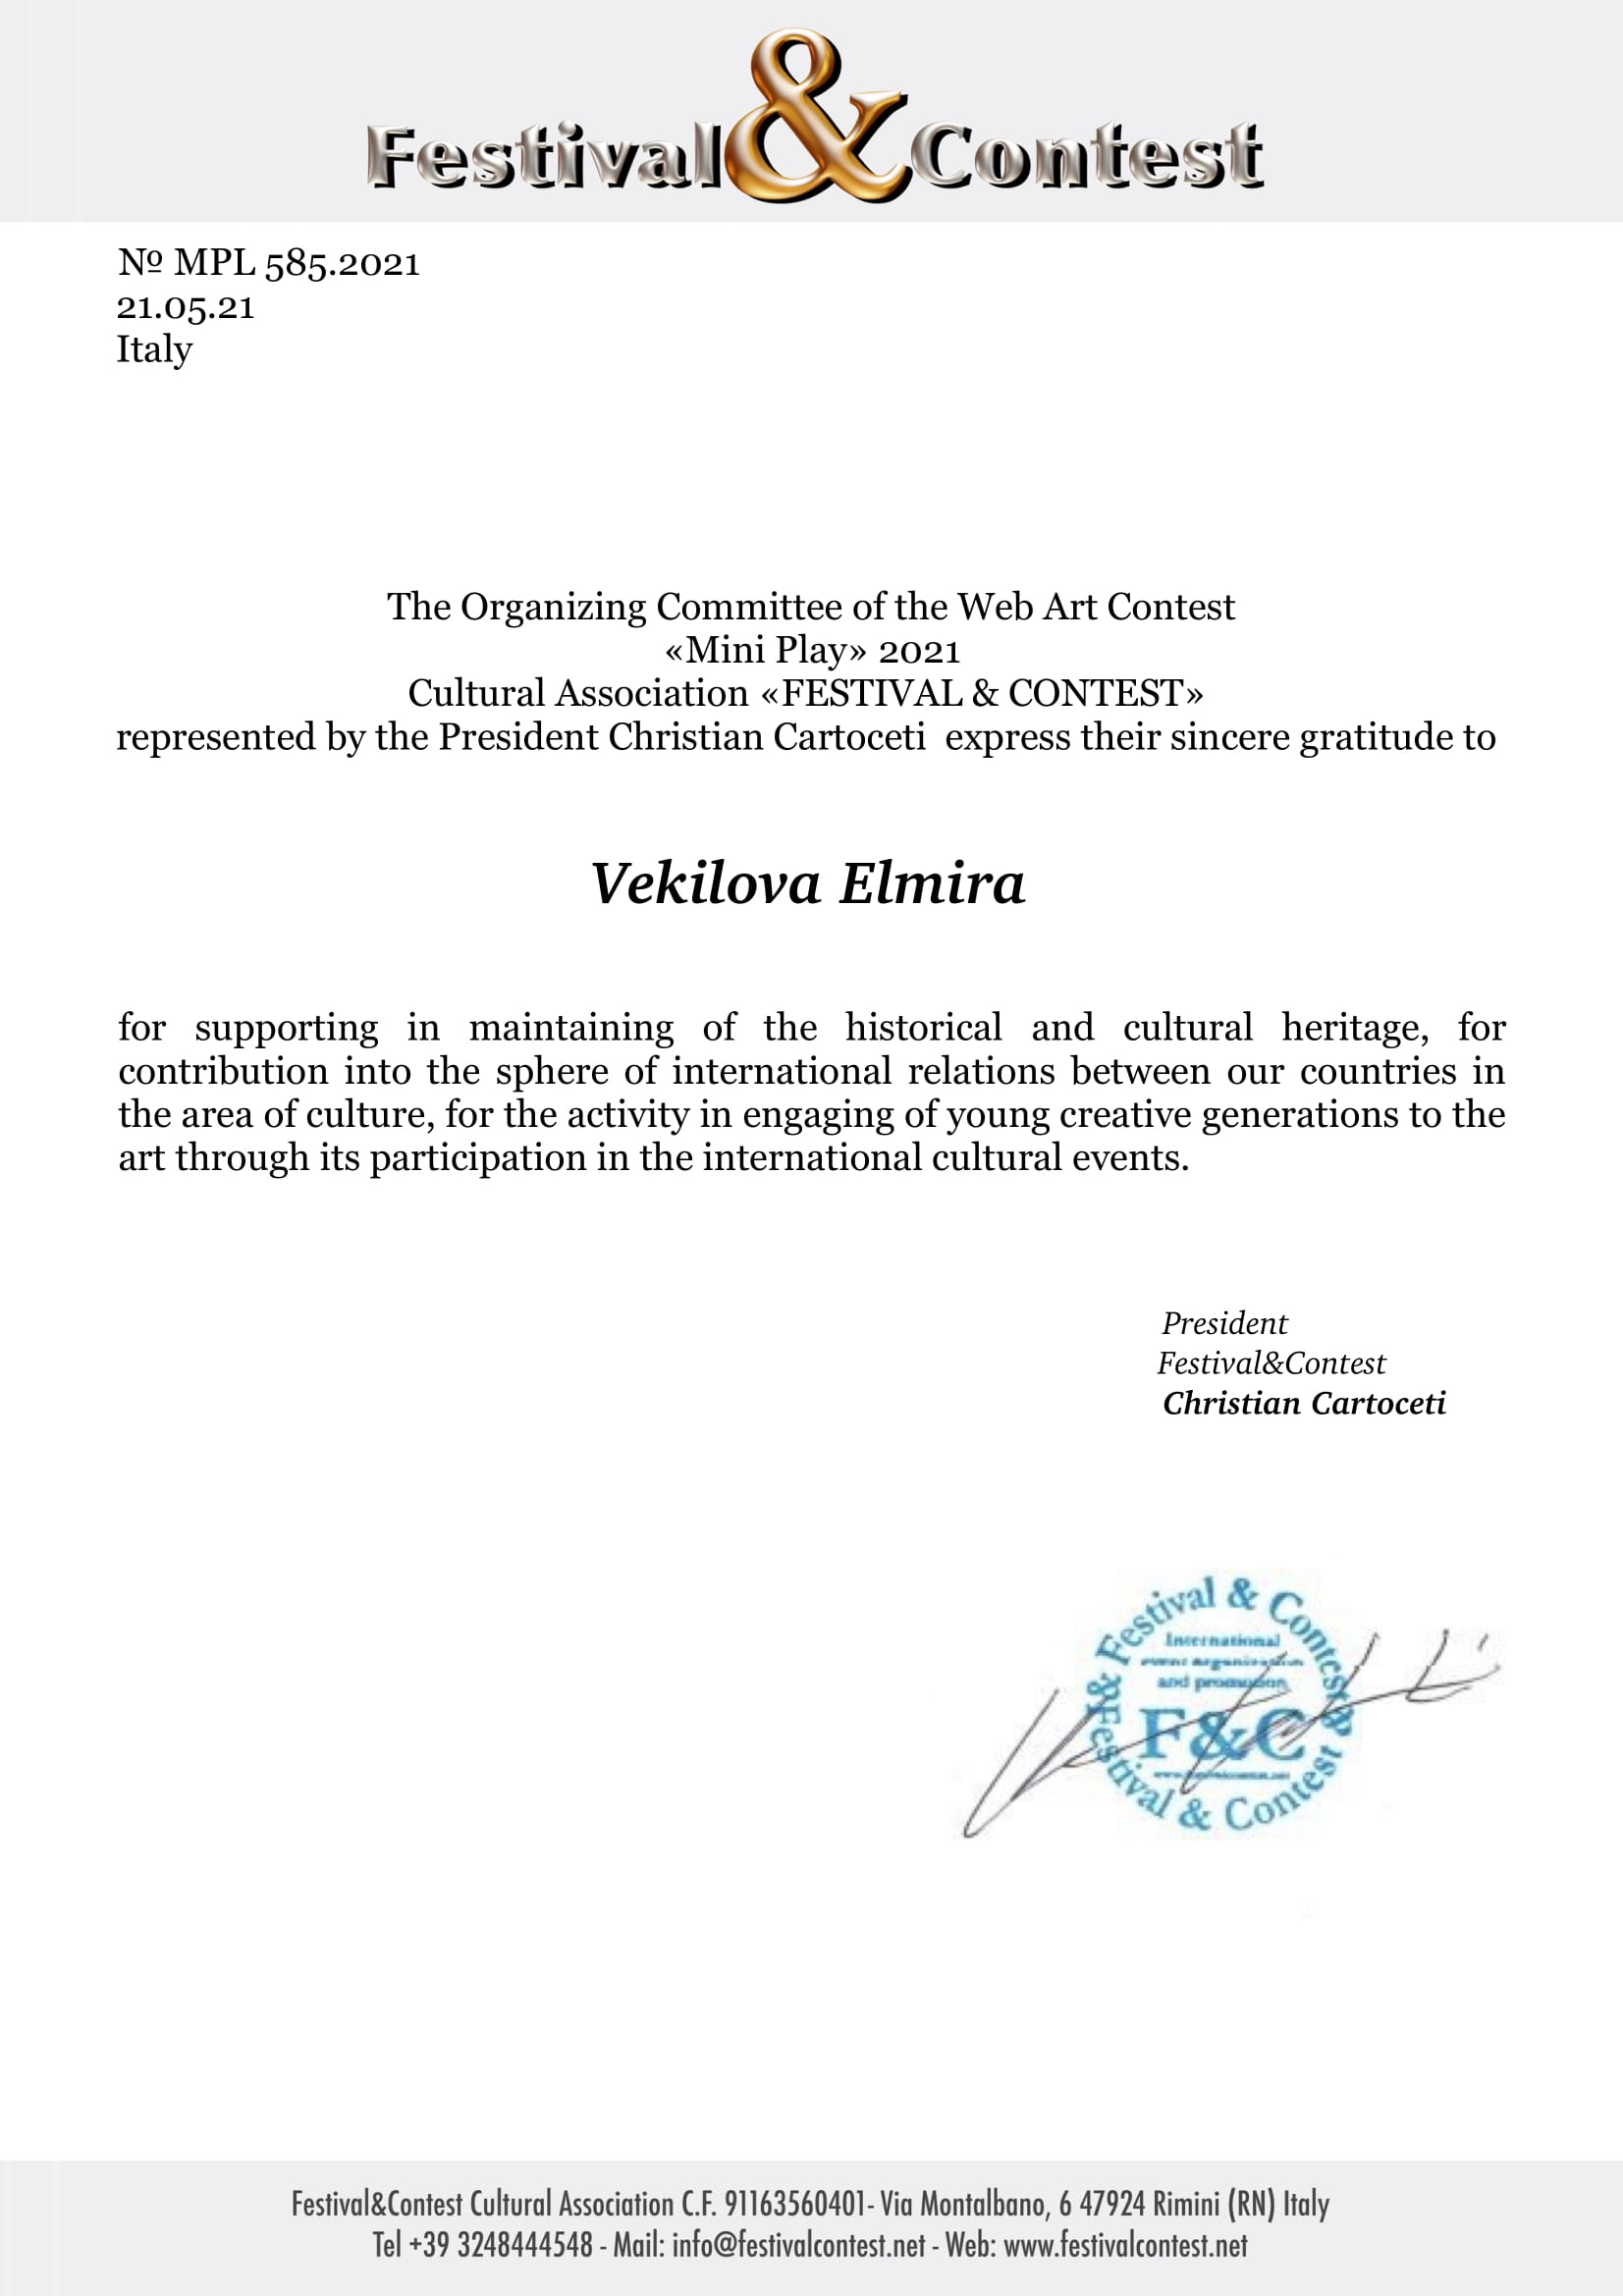 Festival&Contest
№ MPL 585.2021
21.05.21
Italy
The Organizing Committee of the Web Art Contest
«Mini Play» 2021
Cultural Association «FESTIVAL & CONTEST»
represented by the President Christian Cartoceti express their sincere gratitude to
Vekilova Elmira
for supporting in maintaining of the historical and cultural heritage, for
contribution into the sphere of international relations between our countries in
the area of culture, for the activity in engaging of young creative generations to the
art through its participation in the international cultural events.
President
Festival&Contest
Christian Cartoceti
Festival & Contest & Festival & Contest &
International
event organization
and promotion
F&C
Festival&Contest Cultural Association C.F. 91163560401- Via Montalbano, 6 47924 Rimini (RN) Italy
Tel +39 3248444548 - Mail: info@festivalcontest.net - Web: www.festivalcontest.net